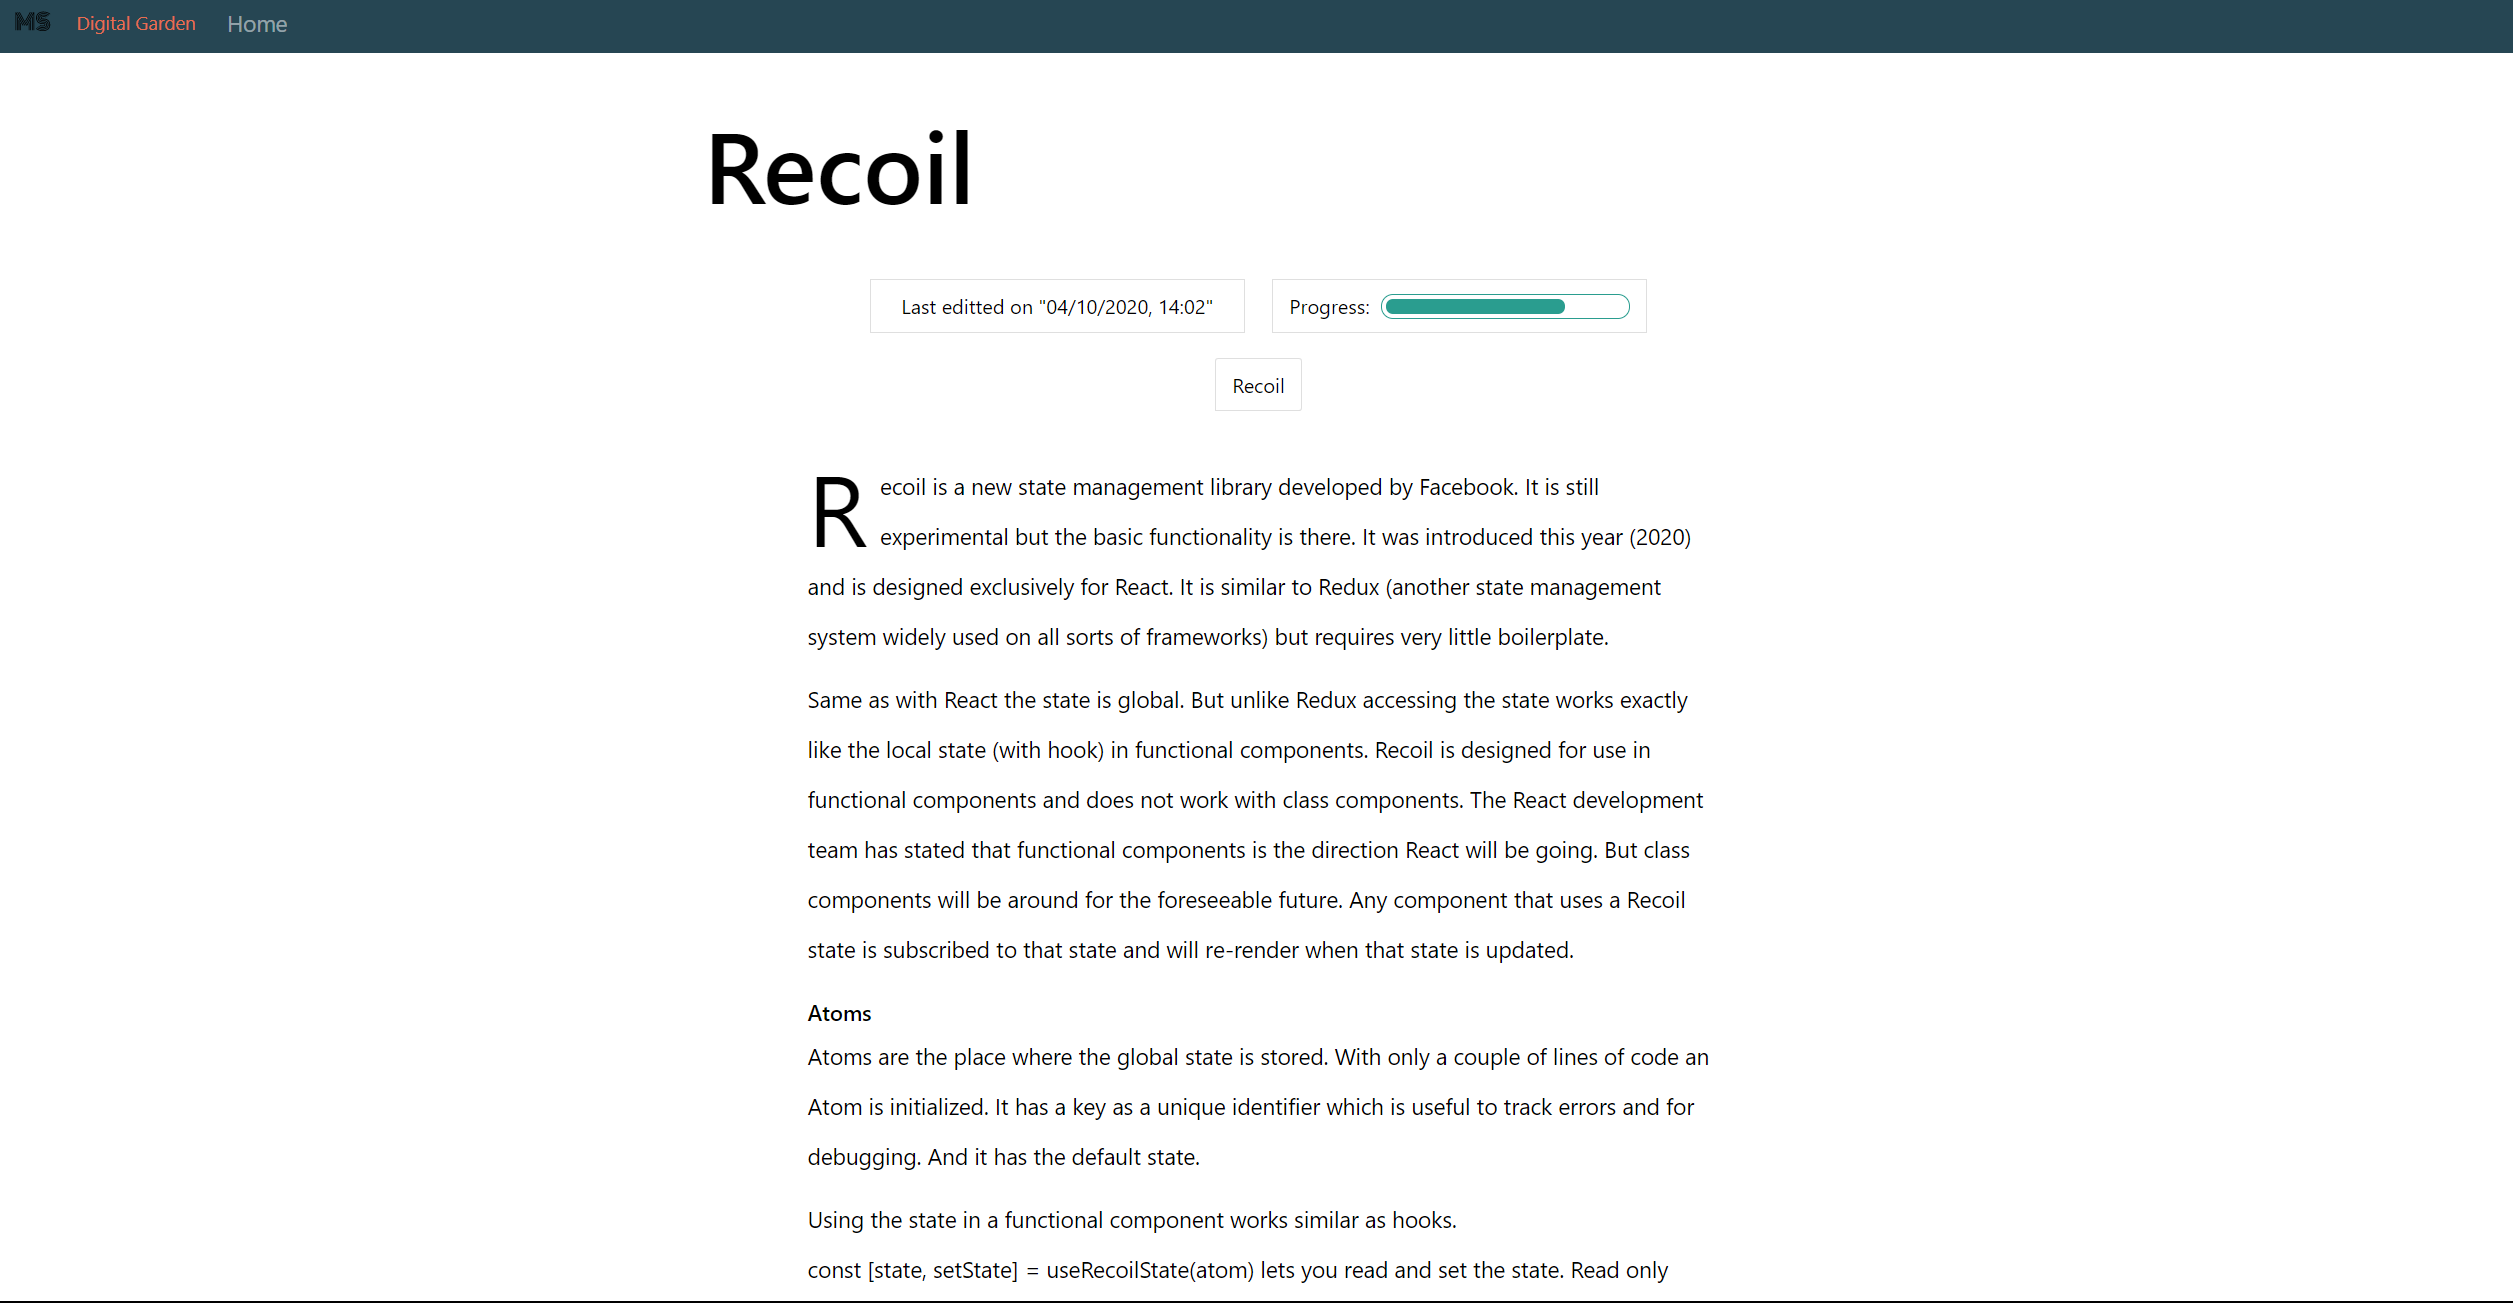 MS Digital Garden Home
Recoil
Last editted on "04/10/2020, 14:02" Progress:
Recoil
Recoil is a new state management library developed by Facebook. It is still
experimental but the basic functionality is there. It was introduced this year (2020)
and is designed exclusively for React. It is similar to Redux (another state management
system widely used on all sorts of frameworks) but requires very little boilerplate.
Same as with React the state is global. But unlike Redux accessing the state works exactly
like the local state (with hook) in functional components. Recoil is designed for use in
functional components and does not work with class components. The React development
team has stated that functional components is the direction React will be going. But class
components will be around for the foreseeable future. Any component that uses a Recoil
state is subscribed to that state and will re-render when that state is updated.
Atoms
Atoms are the place where the global state is stored. With only a couple of lines of code an
Atom is initialized. It has a key as a unique identifier which is useful to track errors and for
debugging. And it has the default state.
Using the state in a functional component works similar as hooks.
const [state, setState] = useRecoilState(atom) lets you read and set the state. Read only